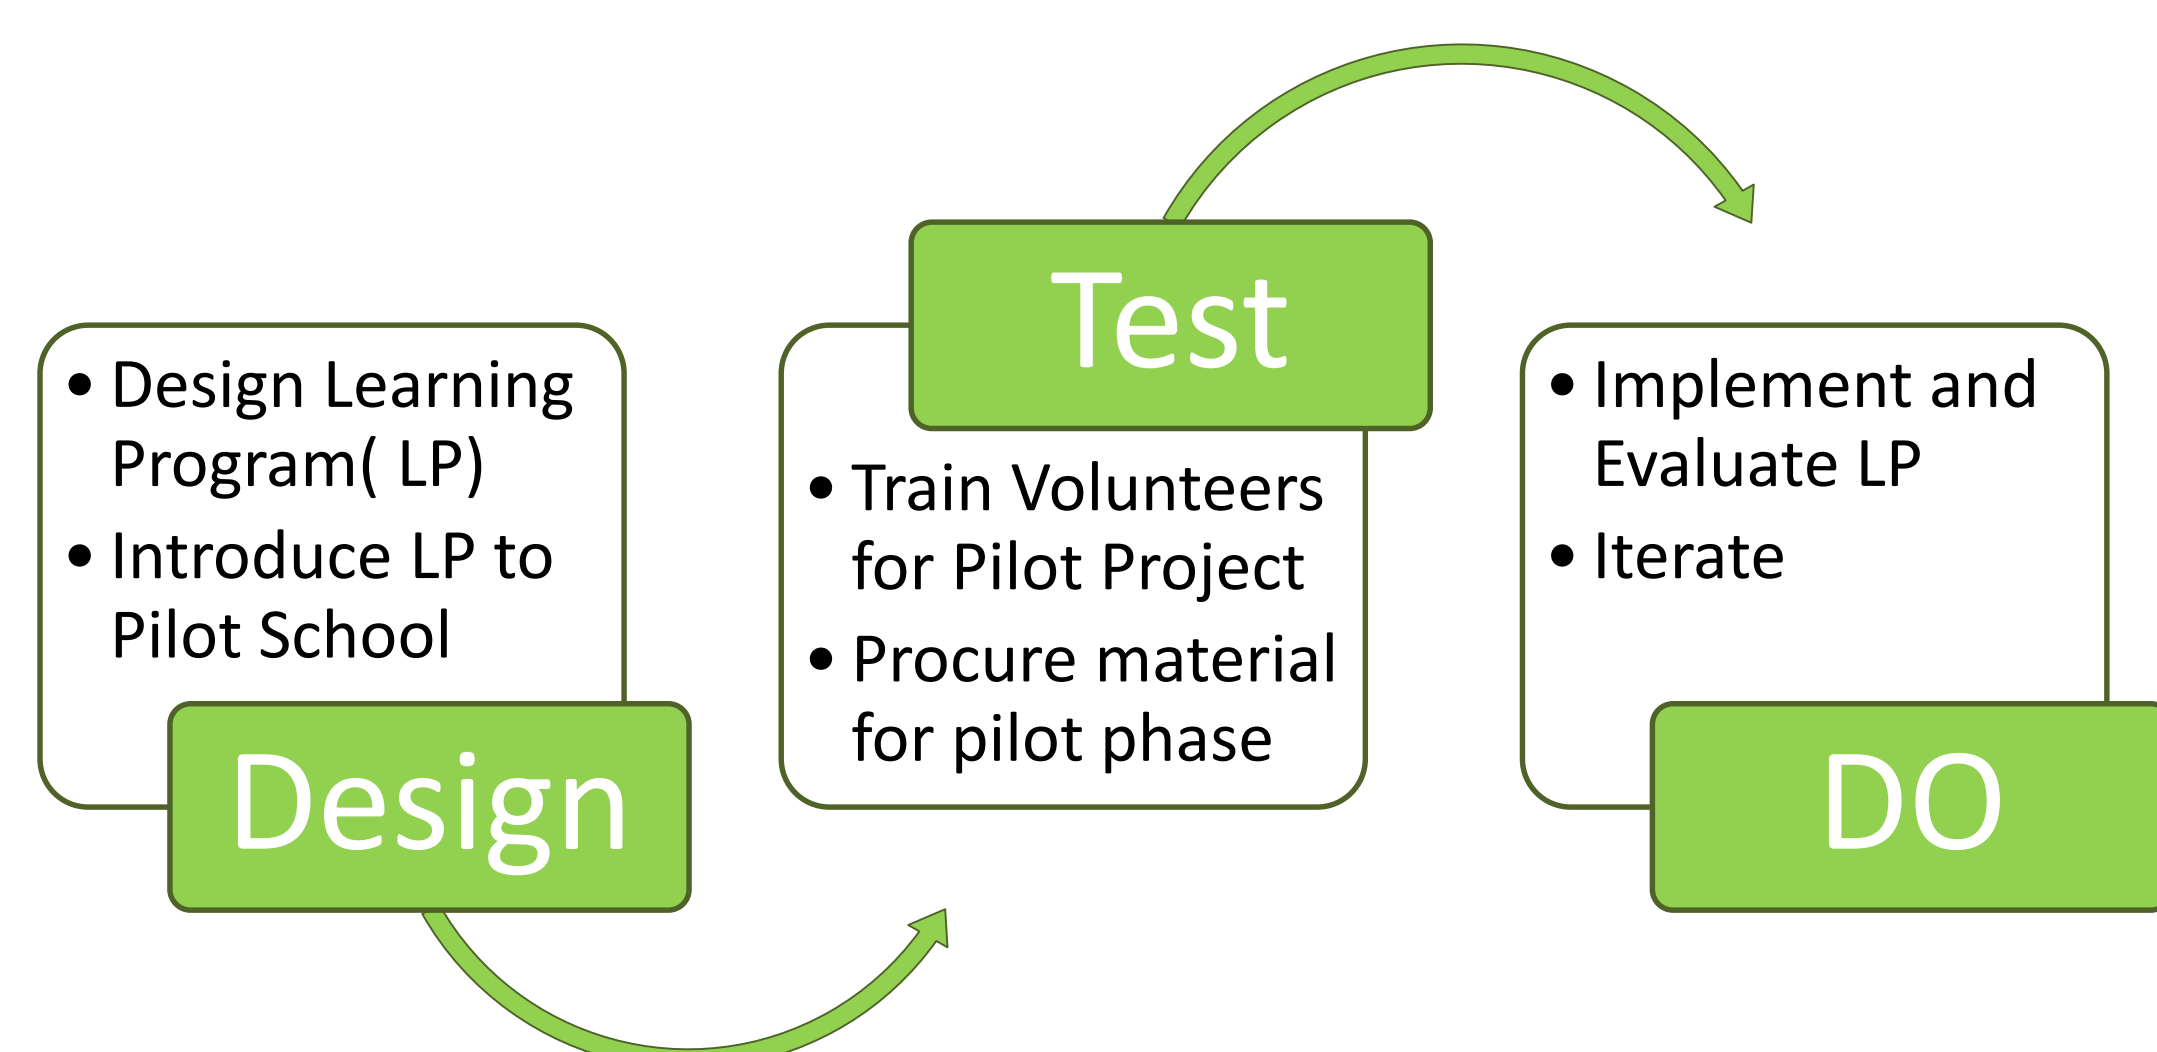 • Design Learning
Program( LP)
• Introduce LP to
Pilot School
Design
Test
• Train Volunteers
for Pilot Project
• Procure material
for pilot phase
• Implement and
Evaluate LP
• Iterate
DO